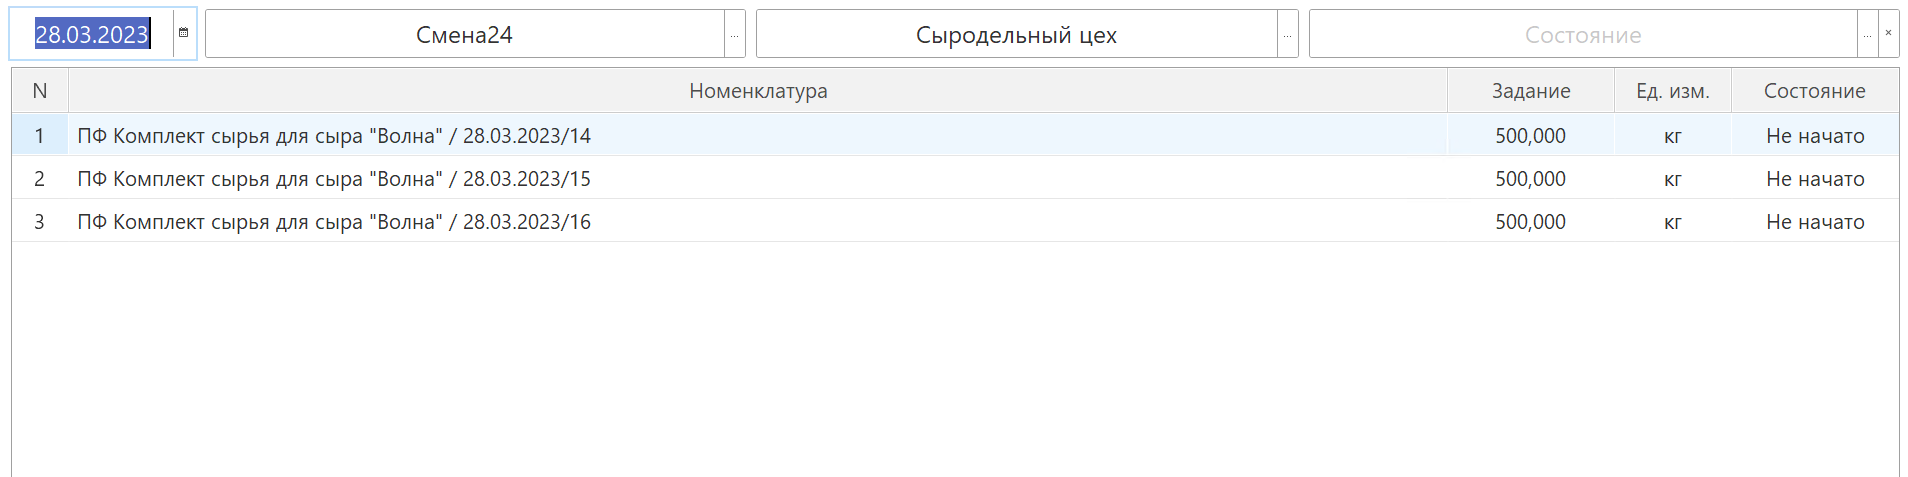 28.03.2023 Смена24 ... Сыродельный цех ... Состояние ... ×
N Номенклатура Задание Ед. изм. Состояние
1 ПФ Комплект сырья для сыра "Волна" / 28.03.2023/14 500,000 кг Не начато
2 ПФ Комплект сырья для сыра "Волна" / 28.03.2023/15 500,000 кг Не начато
3 ПФ Комплект сырья для сыра "Волна" / 28.03.2023/16 500,000 кг Не начато